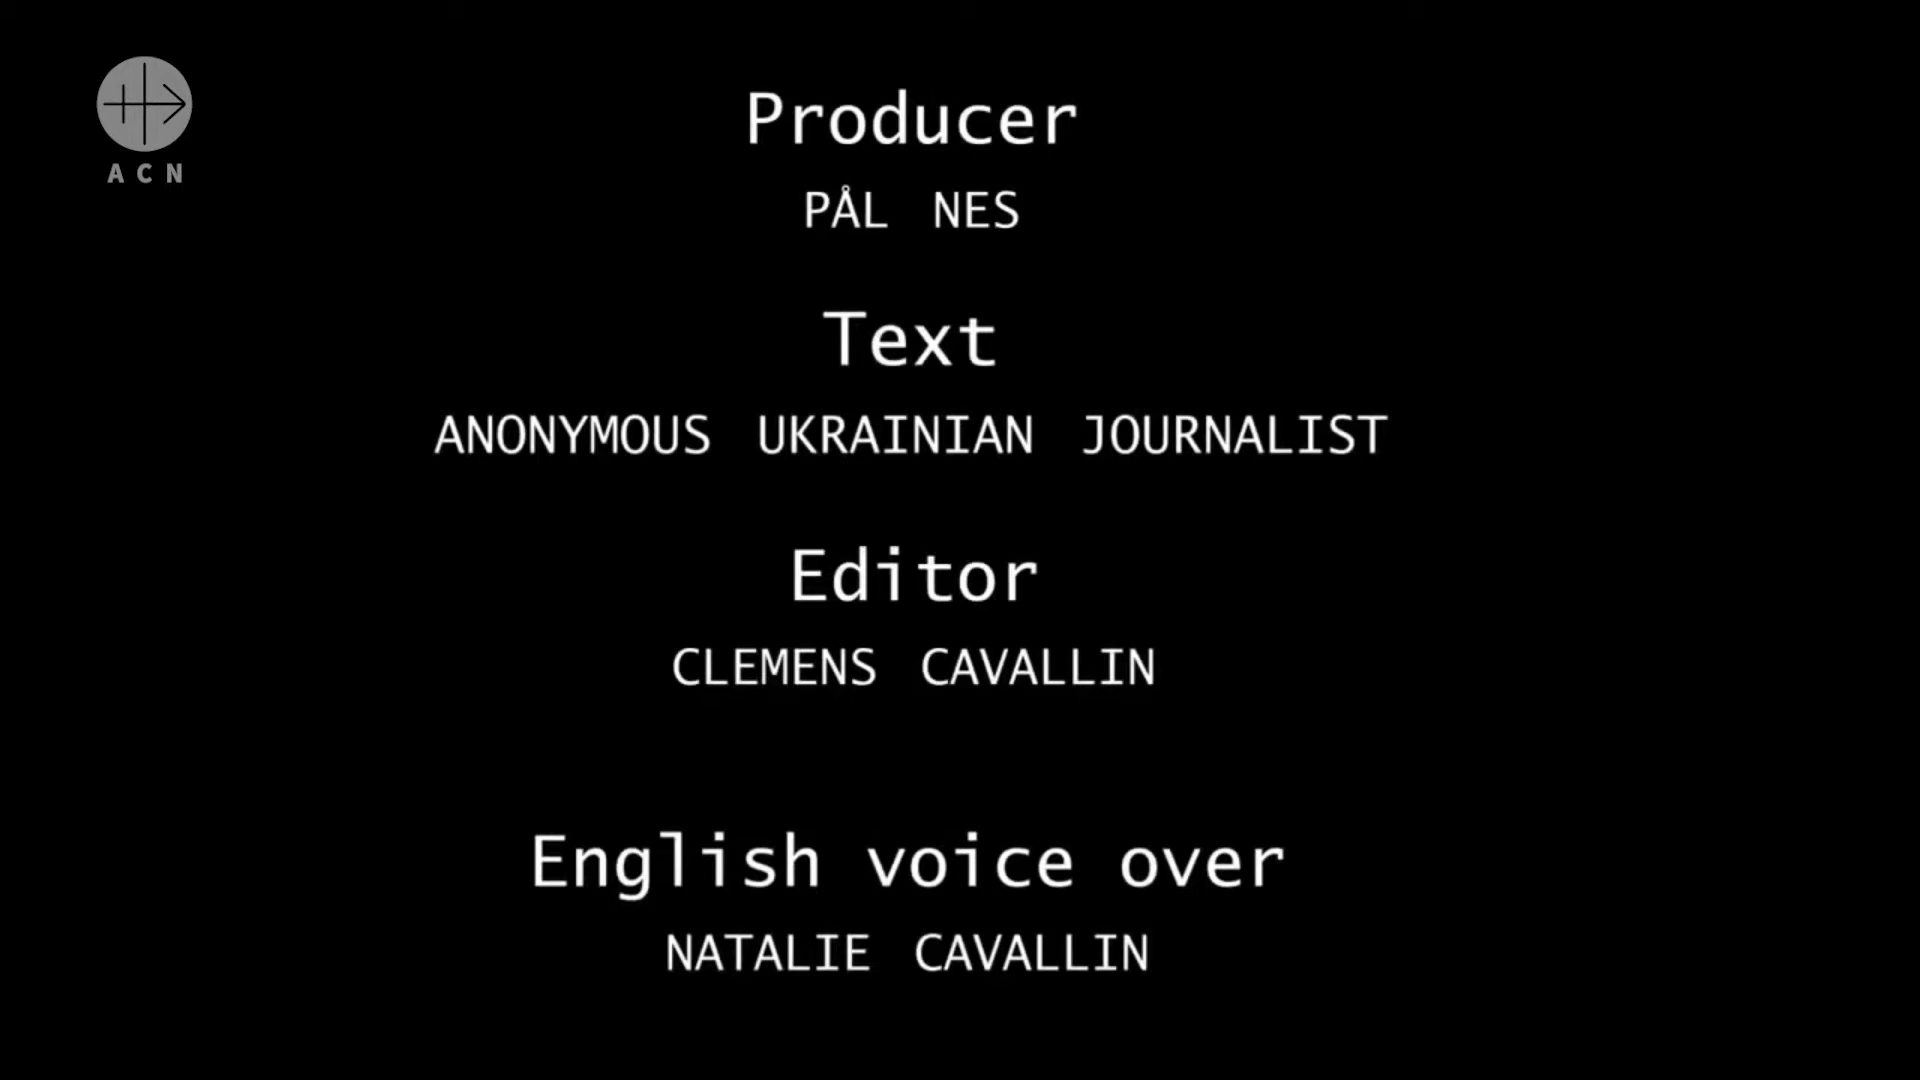 ACN
Producer
PÅL NES
Text
ANONYMOUS UKRAINIAN JOURNALIST
Editor
CLEMENS CAVALLIN
English voice over
NATALIE CAVALLIN